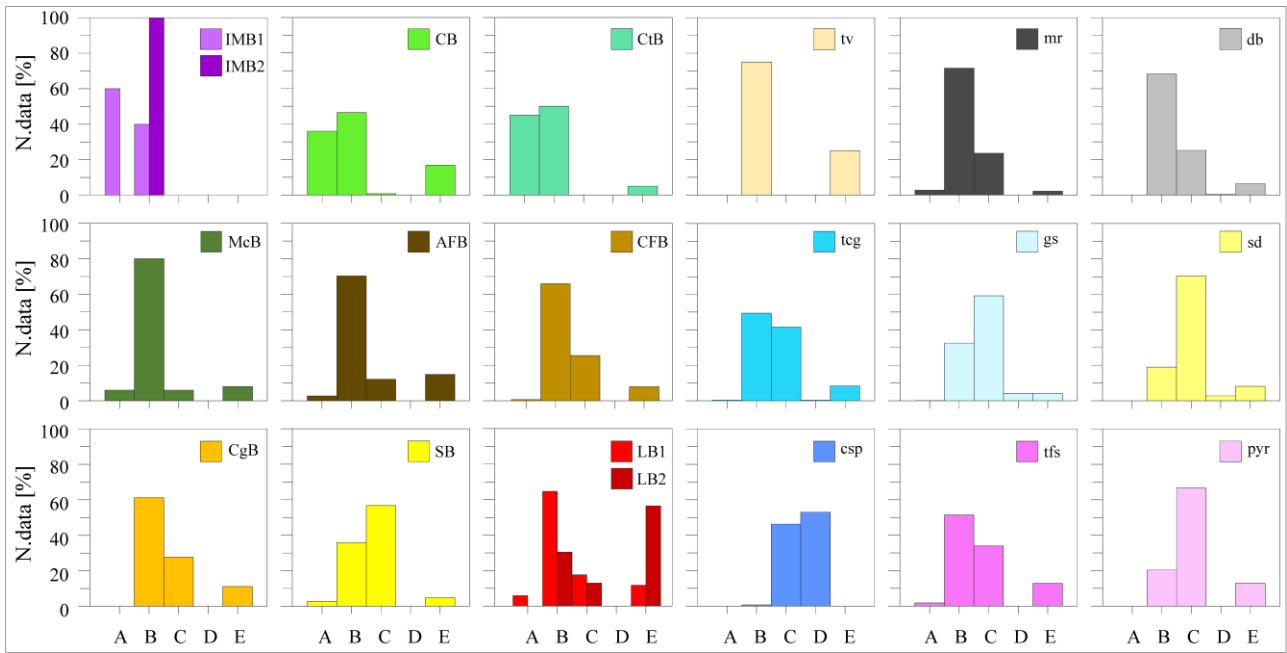 N.data [%]
100
80
60
40
20
0
IMB1
IMB2
CB
CtB
tv
mr
db
N.data [%]
100
80
60
40
20
0
McB
AFB
CFB
tcg
gs
sd
N.data [%]
100
80
60
40
20
0
CgB
SB
LB1
LB2
csp
tfs
pyr
A B C D E A B C D E A B C D E A B C D E A B C D E A B C D E